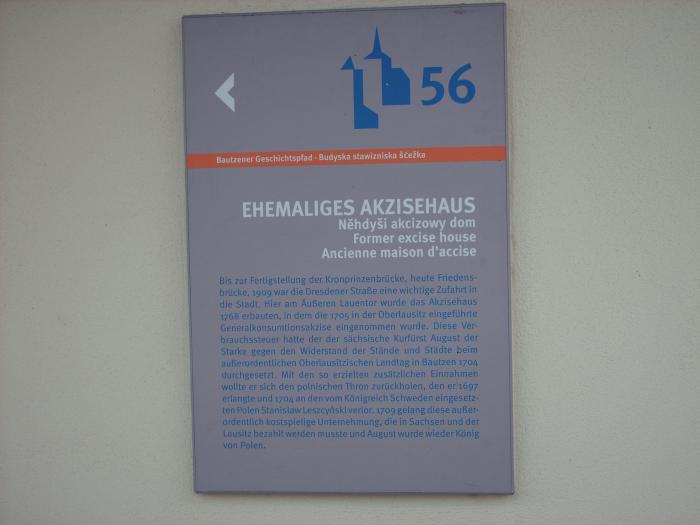 56
Bautzener Geschichtspfad · Budyska stawizniska šćežka
EHEMALIGES AKZISEHAUS
Něhdyši akcizowy dom
Former excise house
Ancienne maison d'accise
Bis zur Fertigstellung der Kronprinzenbrücke, heute Friedens-
brücke, 1909 war die Dresdener Straße eine wichtige Zufahrt in
die Stadt. Hier am Äußeren Lauentor wurde das Akzisehaus
1768 erbauten, in dem die 1705 in der Oberlausitz eingeführte
Generalkonsumtionsakzise eingenommen wurde. Diese Ver-
brauchssteuer hatte der der sächsische Kurfürst August der
Starke gegen den Widerstand der Stände und Städte beim
außerordentlichen Oberlausitzischen Landtag in Bautzen 1704
durchgesetzt. Mit den so erzielten zusätzlichen Einnahmen
wollte er sich den polnischen Thron zurückholen, den er 1697
erlangte und 1704 an den vom Königreich Schweden eingesetz-
ten Polen Stanisław Leszcyński verlor. 1709 gelang diese außer-
ordentlich kostspielige Unternehmung, die in Sachsen und der
Lausitz bezahlt werden musste und August wurde wieder König
von Polen.